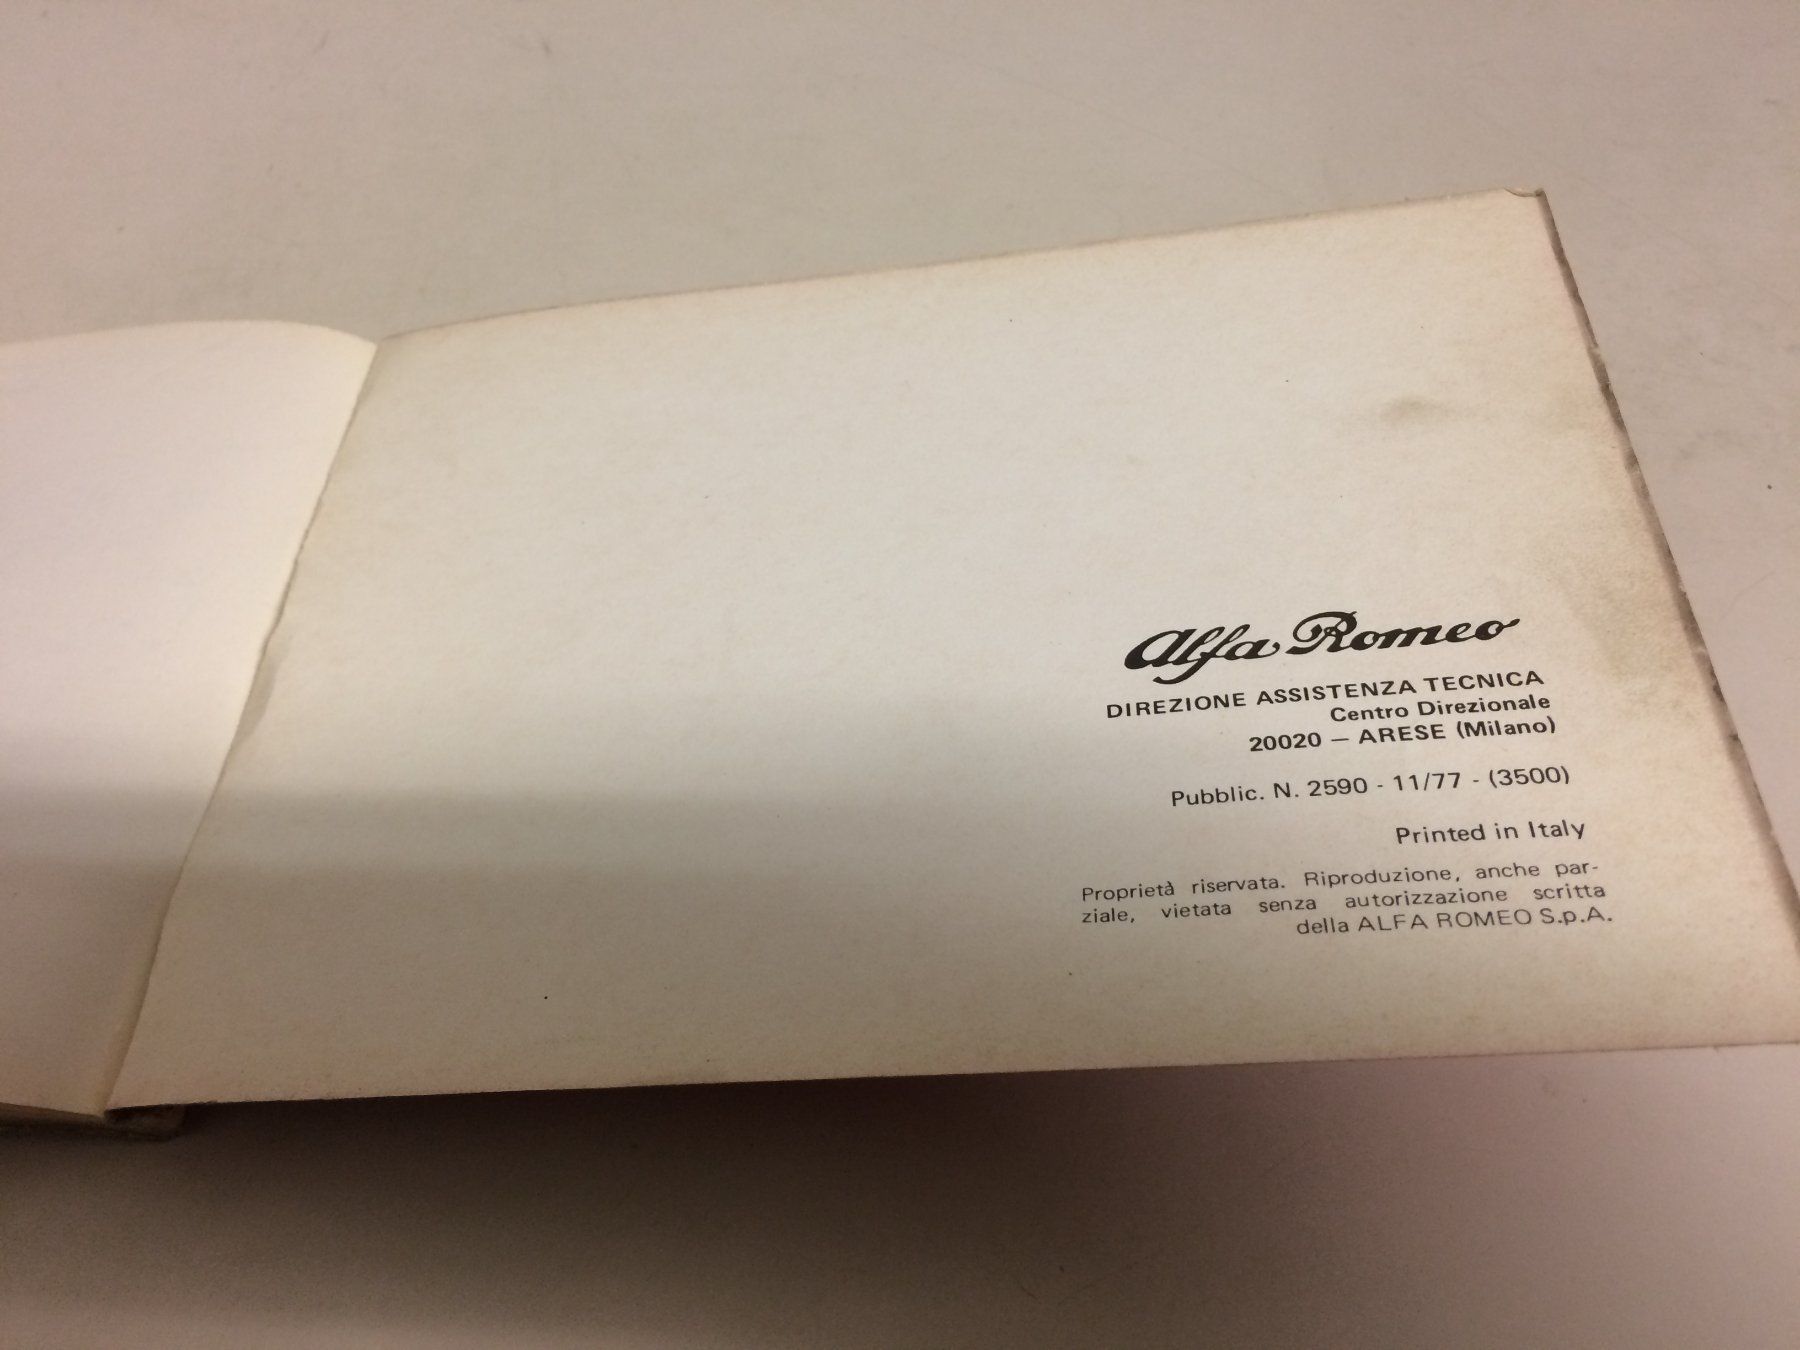 Alfa Romeo
DIREZIONE ASSISTENZA TECNICA
Centro Direzionale
20020 — ARESE (Milano)
Pubblic. N. 2590 - 11/77 - (3500)
Printed in Italy
Proprietà riservata. Riproduzione, anche par-
ziale, vietata senza autorizzazione scritta
della ALFA ROMEO S.p.A.